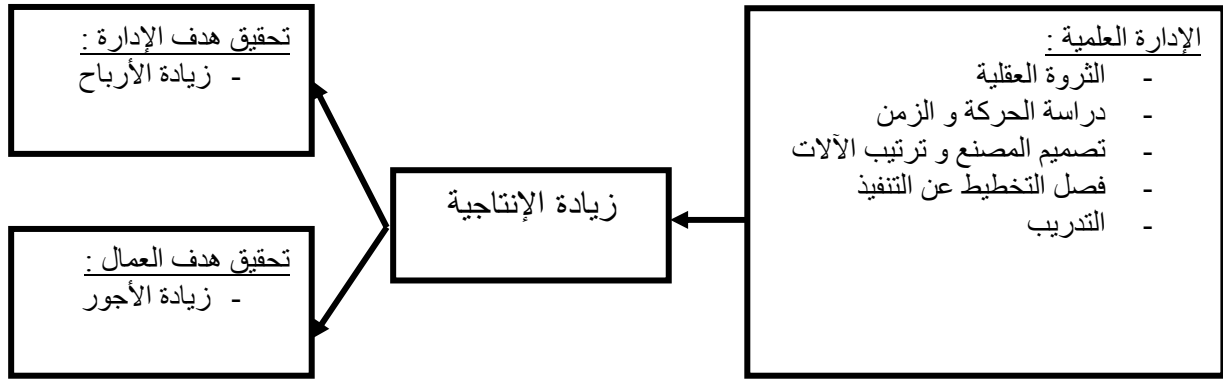 الإدارة العلمية :
- الثروة العقلية
- دراسة الحركة و الزمن
- تصميم المصنع و ترتيب الآلات
- فصل التخطيط عن التنفيذ
- التدريب
زيادة الإنتاجية
تحقيق هدف الإدارة :
- زيادة الأرباح
تحقيق هدف العمال :
- زيادة الأجور